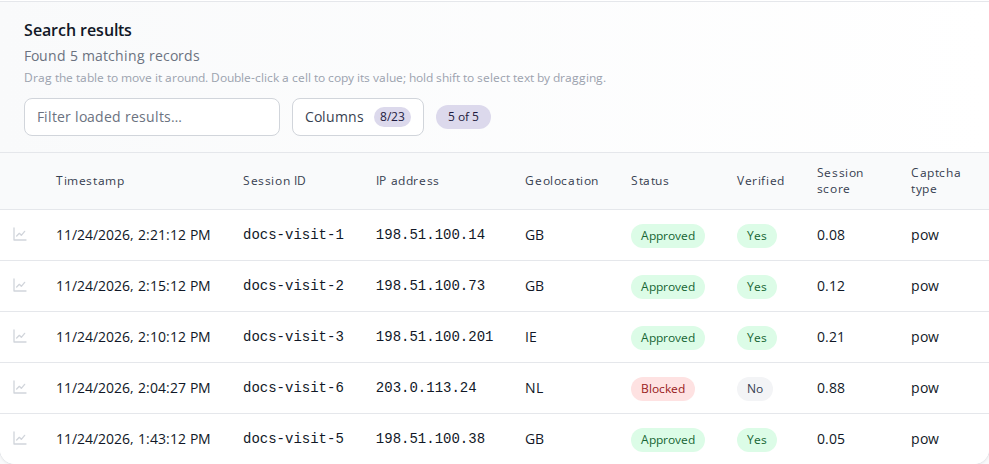 Search results
Found 5 matching records
Drag the table to move it around. Double-click a cell to copy its value; hold shift to select text by dragging.
Filter loaded results... Columns 8/23 5 of 5
Timestamp Session ID IP address Geolocation Status Verified Session score Captcha type
11/24/2026, 2:21:12 PM docs-visit-1 198.51.100.14 GB Approved Yes 0.08 pow
11/24/2026, 2:15:12 PM docs-visit-2 198.51.100.73 GB Approved Yes 0.12 pow
11/24/2026, 2:10:12 PM docs-visit-3 198.51.100.201 IE Approved Yes 0.21 pow
11/24/2026, 2:04:27 PM docs-visit-6 203.0.113.24 NL Blocked No 0.88 pow
11/24/2026, 1:43:12 PM docs-visit-5 198.51.100.38 GB Approved Yes 0.05 pow